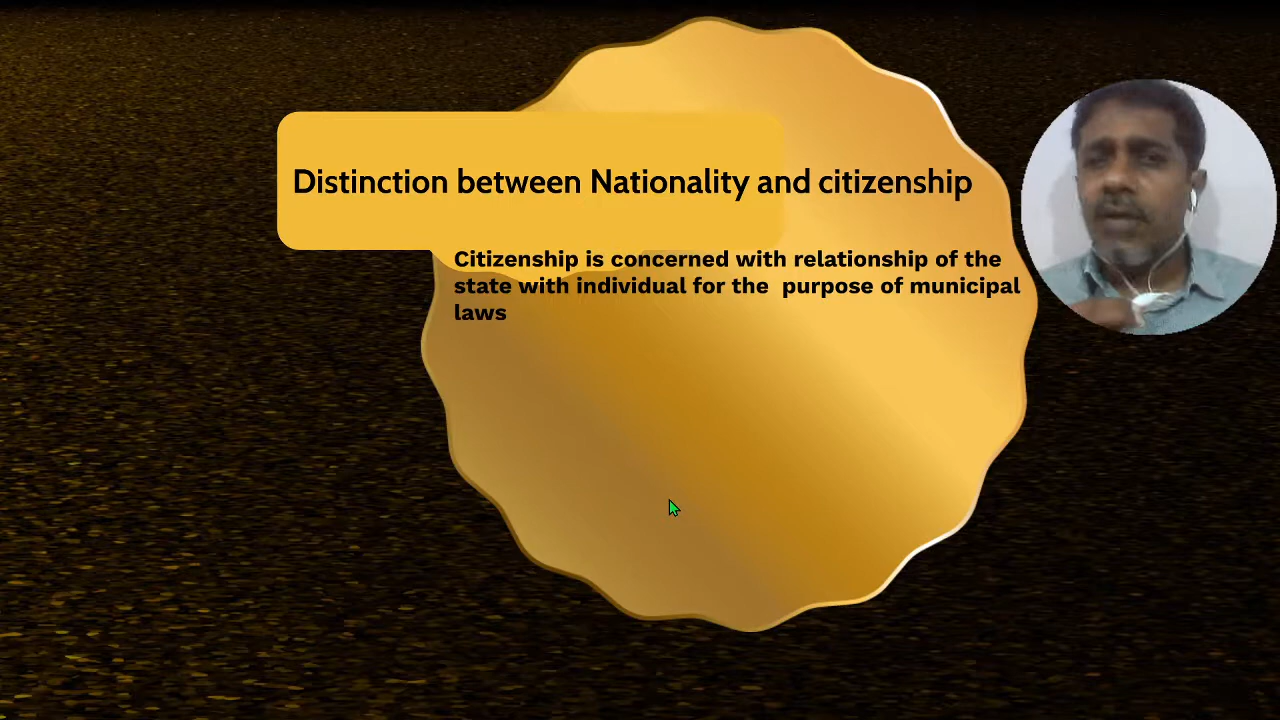 Distinction between Nationality and citizenship
Citizenship is concerned with relationship of the
state with individual for the  purpose of municipal
laws